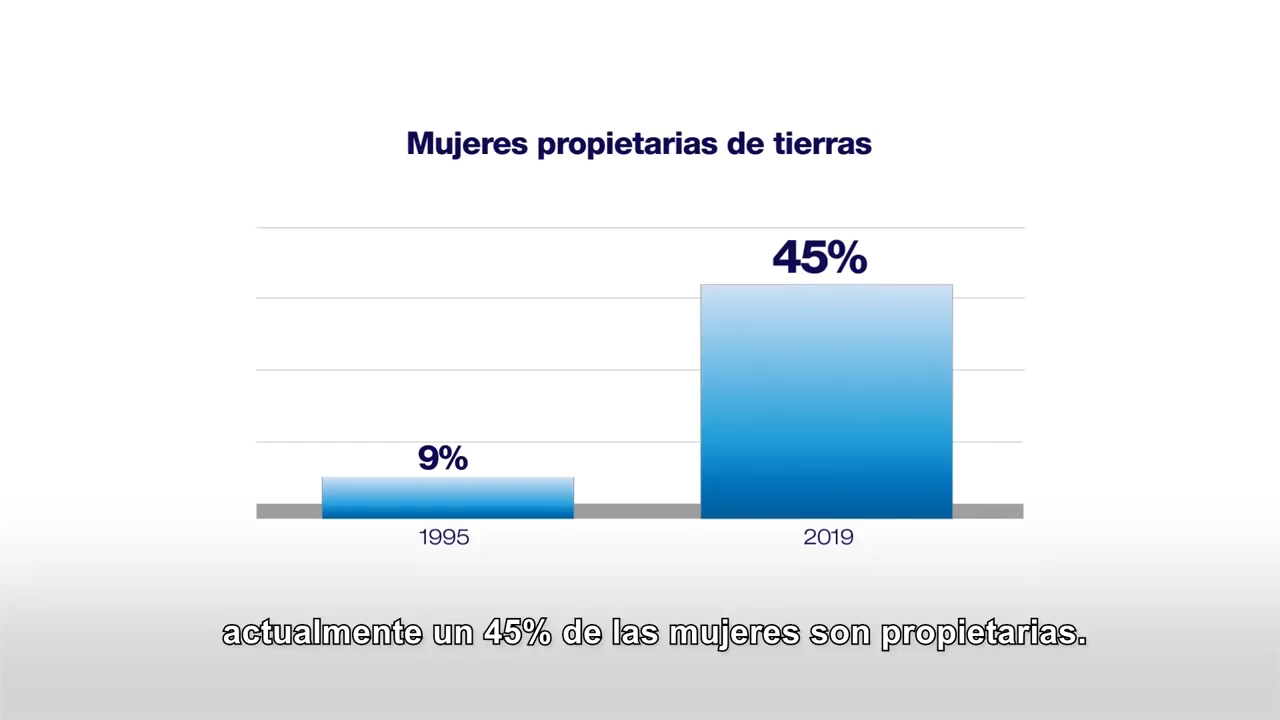 Mujeres propietarias de tierras
45%
9%
1995 2019
actualmente un 45% de las mujeres son propietarias.